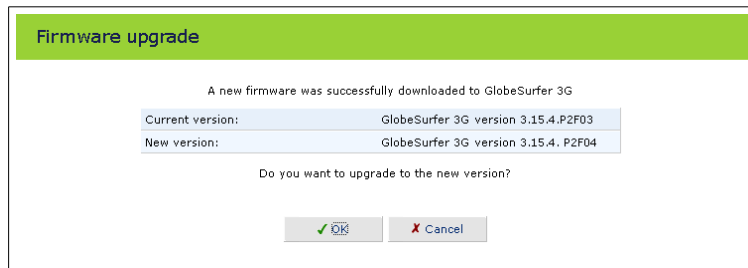 Firmware upgrade
A new firmware was successfully downloaded to GlobeSurfer 3G
Current version: GlobeSurfer 3G version 3.15.4.P2F03
New version: GlobeSurfer 3G version 3.15.4. P2F04
Do you want to upgrade to the new version?
✓ OK ✗ Cancel